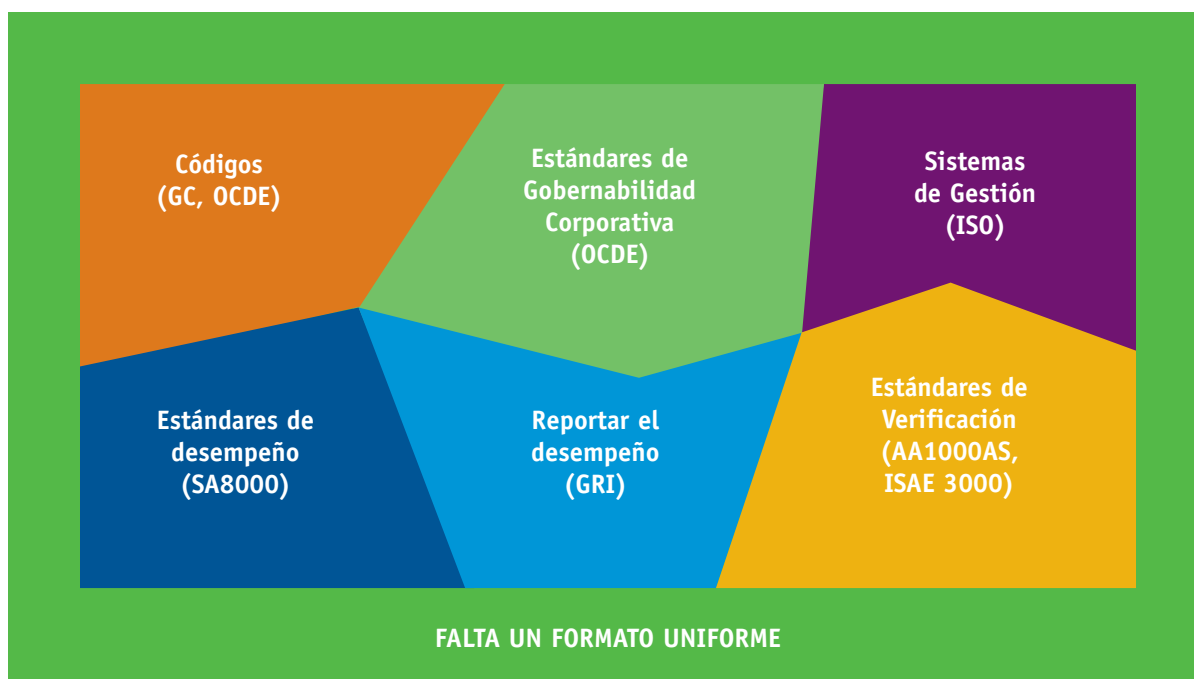 Códigos
(GC, OCDE)
Estándares de
Gobernabilidad
Corporativa
(OCDE)
Sistemas
de Gestión
(ISO)
Estándares de
desempeño
(SA8000)
Reportar el
desempeño
(GRI)
Estándares de
Verificación
(AA1000AS,
ISAE 3000)
FALTA UN FORMATO UNIFORME